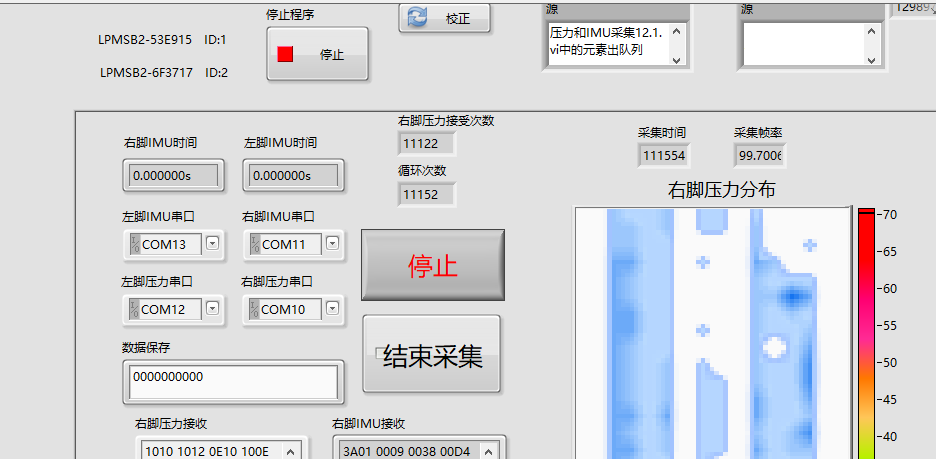 停止程序
校正
源
源
12989
LPMSB2-53E915 ID:1
停止
压力和IMU采集12.1.
vi中的元素出队列
LPMSB2-6F3717 ID:2
右脚压力接受次数
右脚IMU时间
左脚IMU时间
11122
采集时间
采集帧率
循环次数
111554
99.7006
0.000000s
0.000000s
11152
右脚压力分布
左脚IMU串口
右脚IMU串口
COM13
COM11
停止
左脚压力串口
右脚压力串口
COM12
COM10
结束采集
数据保存
0000000000
右脚压力接收
右脚IMU接收
1010 1012 0E10 100E
3A01 0009 0038 00D4
70
65
60
55
50
45
40